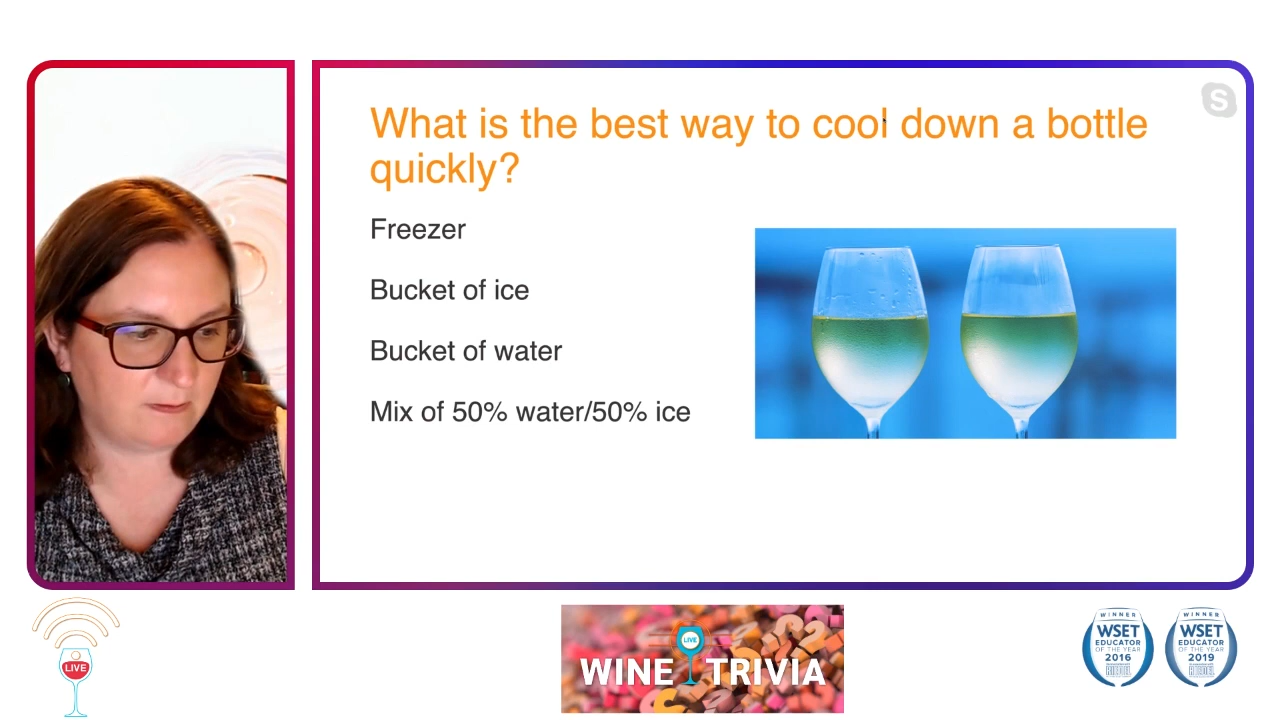 What is the best way to cool down a bottle
quickly?
Freezer
Bucket of ice
Bucket of water
Mix of 50% water/50% ice
S
LIVE
LIVE
WINE TRIVIA
WINNER
WSET
EDUCATOR
OF THE YEAR
2016
WINNER
WSET
EDUCATOR
OF THE YEAR
2019